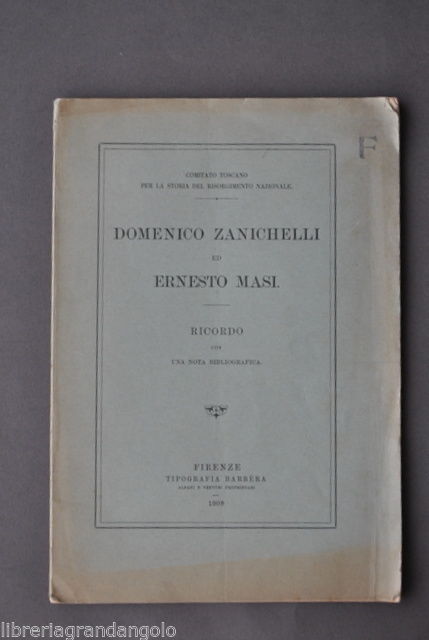 F
COMITATO TOSCANO
PER LA STORIA DEL RISORGIMENTO NAZIONALE.
DOMENICO ZANICHELLI
ED
ERNESTO MASI.
RICORDO
CON
UNA NOTA BIBLIOGRAFICA.
FIRENZE
TIPOGRAFIA BARBÈRA
ALFANI E VENTURI PROPRIETARI
1908
libreriagrandangolo